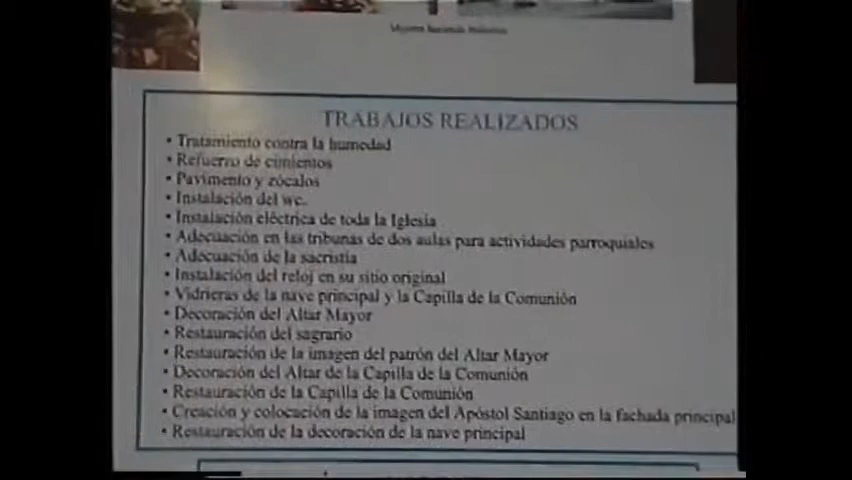 TRABAJOS REALIZADOS
• Tratamiento contra la humedad
• Refuerzo de cimientos
• Pavimento y zócalos
• Instalación del wc.
• Instalación eléctrica de toda la Iglesia
• Adecuación en las tribunas de dos aulas para actividades parroquiales
• Adecuación de la sacristia
• Instalación del reloj en su sitio original
• Vidrieras de la nave principal y la Capilla de la Comunión
• Decoración del Altar Mayor
• Restauración del sagrario
• Restauración de la imagen del patrón del Altar Mayor
• Decoración del Altar de la Capilla de la Comunión
• Restauración de la Capilla de la Comunión
• Creación y colocación de la imagen del Apóstol Santiago en la fachada principal
• Restauración de la decoración de la nave principal